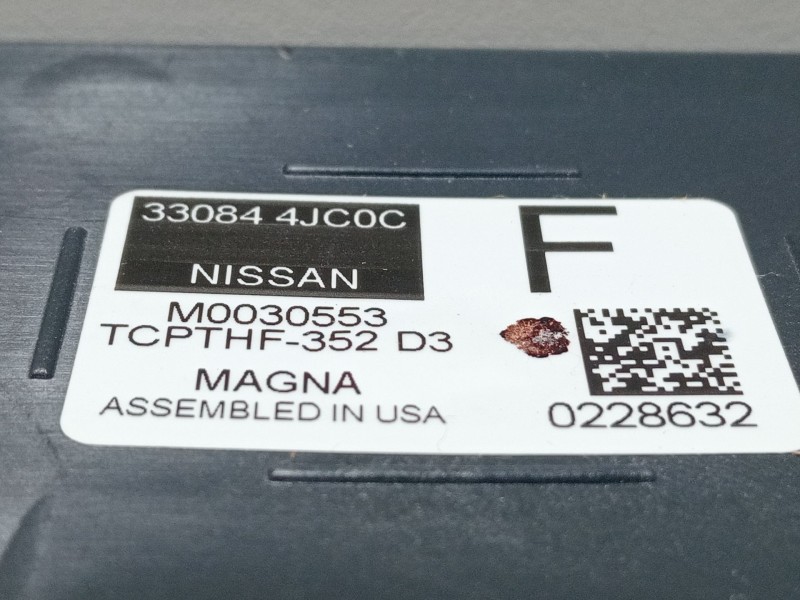 33084 4JC0C
NISSAN
F
M0030553
TCPTHF-352 D3
MAGNA
ASSEMBLED IN USA
0228632